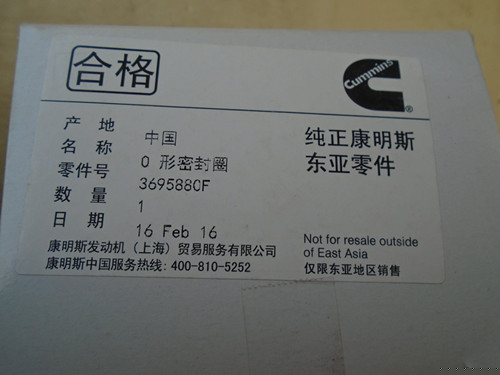 合格
Cummins
®
产 地 中国
名 称 O 形密封圈
零件号 3695880F
数 量 1
日 期 16 Feb 16
纯正康明斯
东亚零件
康明斯发动机（上海）贸易服务有限公司
康明斯中国服务热线: 400-810-5252
Not for resale outside
of East Asia
仅限东亚地区销售